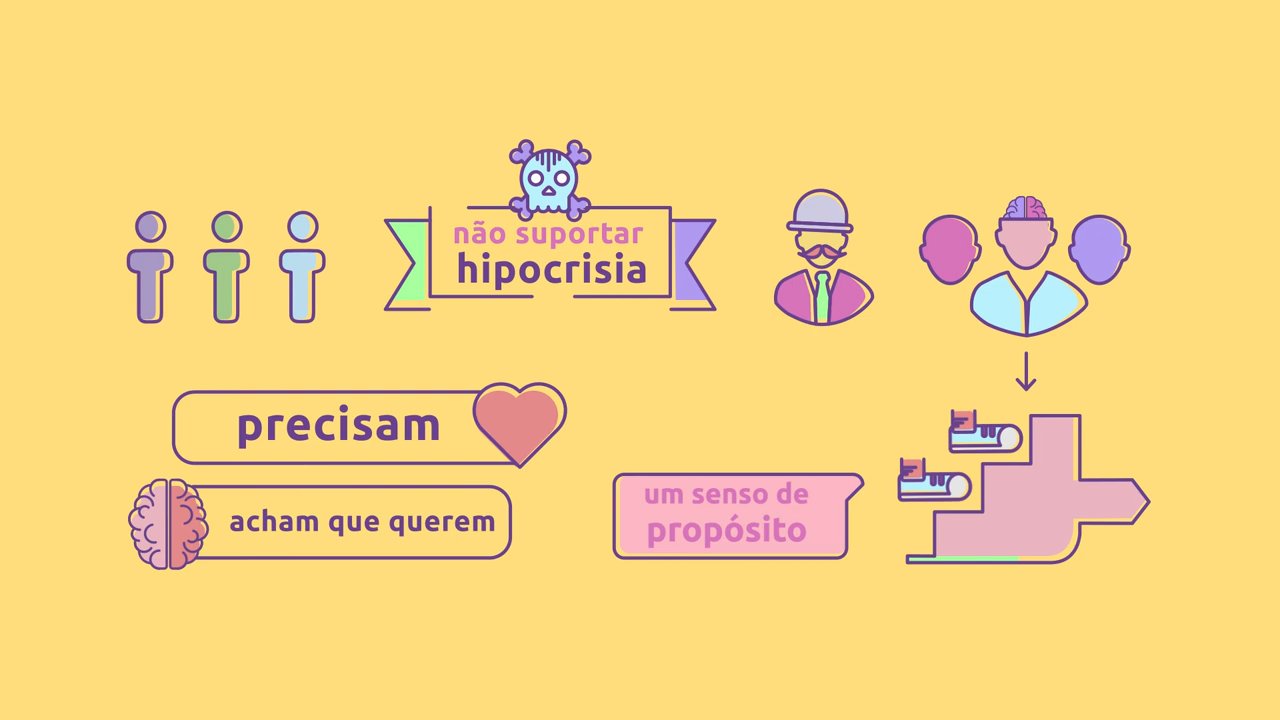 não suportar
hipocrisia
precisam
acham que querem
um senso de
propósito